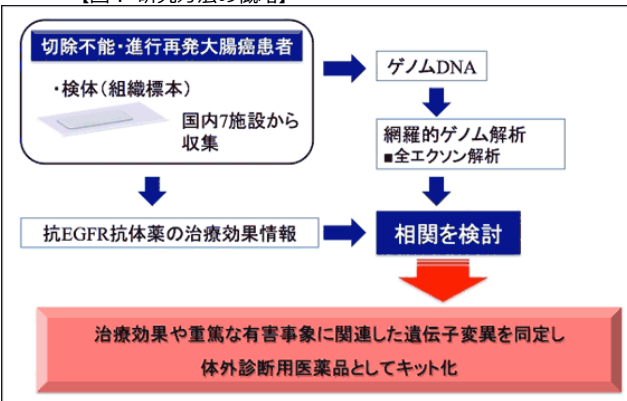 切除不能・進行再発大腸癌患者
・検体(組織標本)
国内7施設から
収集
ゲノムDNA
網羅的ゲノム解析
■全エクソン解析
抗EGFR抗体薬の治療効果情報
相関を検討
治療効果や重篤な有害事象に関連した遺伝子変異を同定し
体外診断用医薬品としてキット化